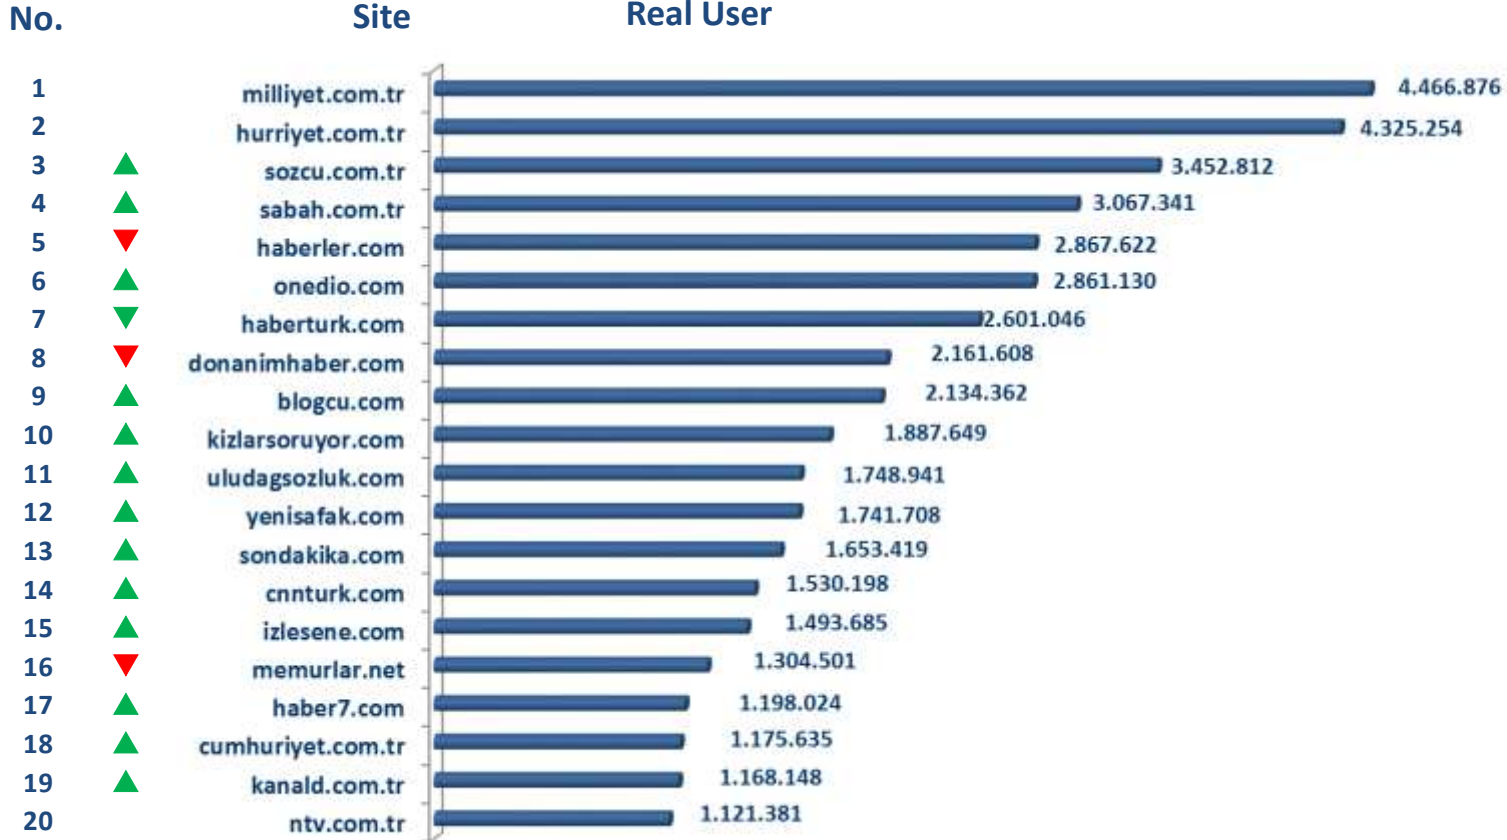 No. Site Real User
1 milliyet.com.tr 4.466.876
2 hurriyet.com.tr 4.325.254
3 sozcu.com.tr 3.452.812
4 sabah.com.tr 3.067.341
5 haberler.com 2.867.622
6 onedio.com 2.861.130
7 haberturk.com 2.601.046
8 donanimhaber.com 2.161.608
9 blogcu.com 2.134.362
10 kizlarsoruyor.com 1.887.649
11 uludagsozluk.com 1.748.941
12 yenisafak.com 1.741.708
13 sondakika.com 1.653.419
14 cnnturk.com 1.530.198
15 izlesene.com 1.493.685
16 memurlar.net 1.304.501
17 haber7.com 1.198.024
18 cumhuriyet.com.tr 1.175.635
19 kanald.com.tr 1.168.148
20 ntv.com.tr 1.121.381